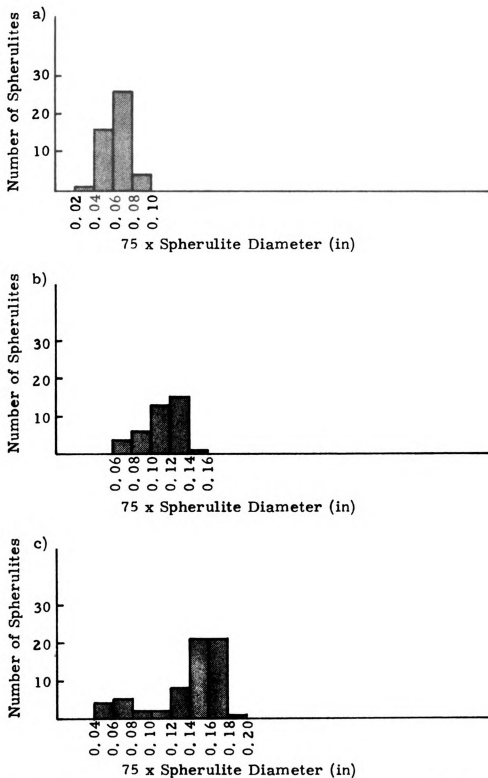 a)
Number of Spherulites
30
20
10
0,02 0,04 0,06 0,08 0,10
75 x Spherulite Diameter (in)
b)
Number of Spherulites
30
20
10
0,06 0,08 0,10 0,12 0,14 0,16
75 x Spherulite Diameter (in)
c)
Number of Spherulites
30
20
10
0,04 0,06 0,08 0,10 0,12 0,14 0,16 0,18 0,20
75 x Spherulite Diameter (in)